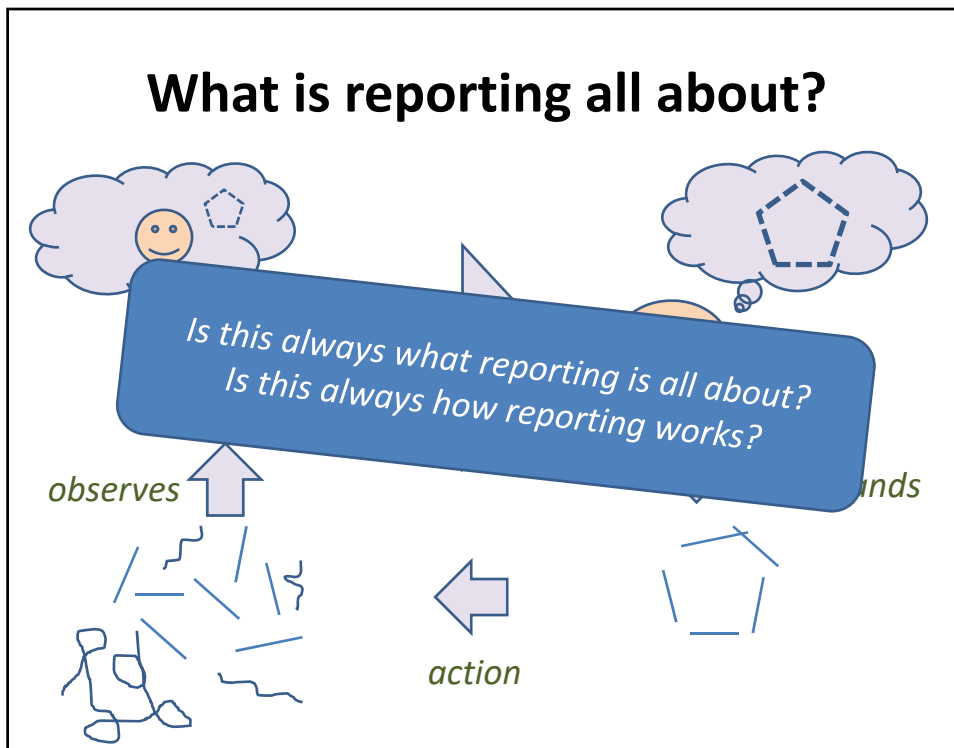 What is reporting all about?
Is this always what reporting is all about?
Is this always how reporting works?
observes
action